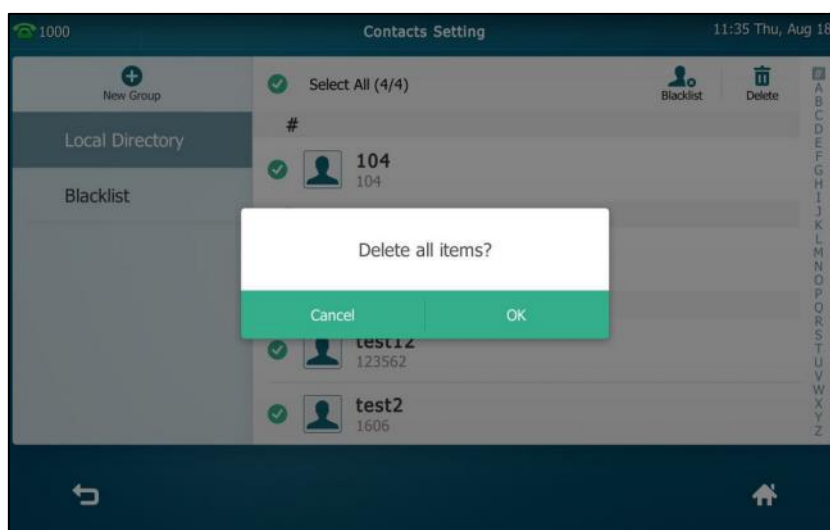 1000
Contacts Setting
11:35 Thu, Aug 18
New Group
Select All (4/4)
Blacklist
Delete
Local Directory
Blacklist
#
104
104
Delete all items?
Cancel
OK
test12
123562
test2
1606
#
A
B
C
D
E
F
G
H
I
J
K
L
M
N
O
P
Q
R
S
T
U
V
W
X
Y
Z